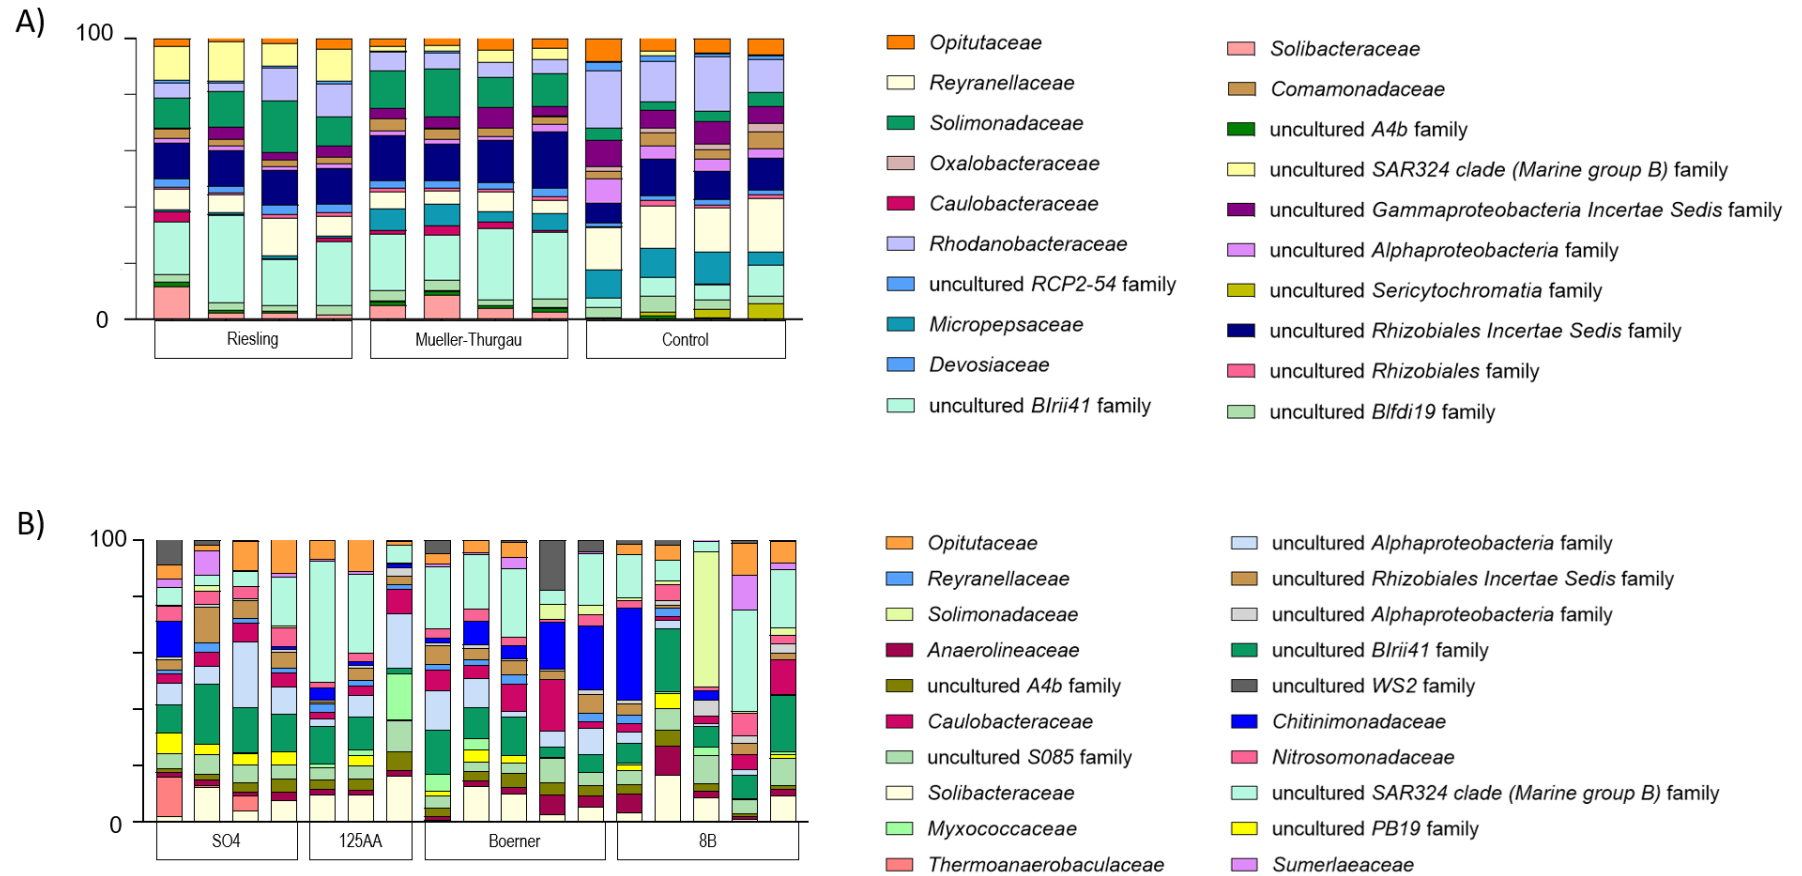 A)
100
0
Riesling
Mueller-Thurgau
Control
Opitutaceae
Reyranellaceae
Solimonadaceae
Oxalobacteraceae
Caulobacteraceae
Rhodanobacteraceae
uncultured RCP2-54 family
Micropepsaceae
Devosiaceae
uncultured BIrii41 family
Solibacteraceae
Comamonadaceae
uncultured A4b family
uncultured SAR324 clade (Marine group B) family
uncultured Gammaproteobacteria Incertae Sedis family
uncultured Alphaproteobacteria family
uncultured Sericytochromatia family
uncultured Rhizobiales Incertae Sedis family
uncultured Rhizobiales family
uncultured Blfdi19 family
B)
100
0
SO4
125AA
Boerner
8B
Opitutaceae
Reyranellaceae
Solimonadaceae
Anaerolineaceae
uncultured A4b family
Caulobacteraceae
uncultured S085 family
Solibacteraceae
Myxococcaceae
Thermoanaerobaculaceae
uncultured Alphaproteobacteria family
uncultured Rhizobiales Incertae Sedis family
uncultured Alphaproteobacteria family
uncultured BIrii41 family
uncultured WS2 family
Chitinimonadaceae
Nitrosomonadaceae
uncultured SAR324 clade (Marine group B) family
uncultured PB19 family
Sumerlaeaceae